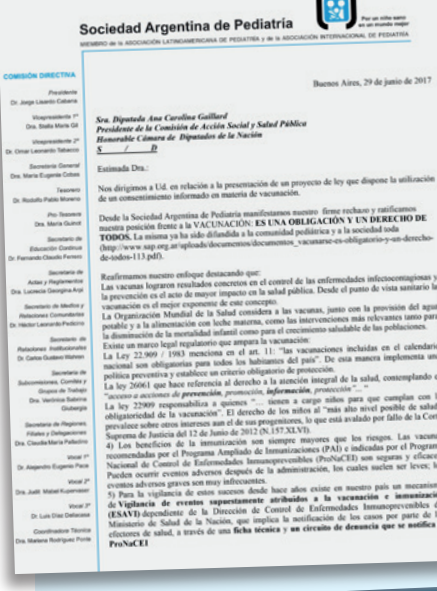 Sociedad Argentina de Pediatría
MIEMBRO de la ASOCIACIÓN LATINOAMERICANA DE PEDIATRÍA y de la ASOCIACIÓN INTERNACIONAL DE PEDIATRÍA
Por un niño sano
en un mundo mejor
COMISIÓN DIRECTIVA
Presidente
Dr. Jorge Lisardo Cabana
Vicepresidente 1º
Dra. Stella Maris Gil
Vicepresidente 2º
Dr. Omar Leonardo Tabacco
Secretaria General
Dra. María Eugenia Cobas
Tesorero
Dr. Rodolfo Pablo Moreno
Pro-Tesorera
Dra. María Guinot
Secretario de
Educación Continua
Dr. Fernando Claudio Ferrero
Secretaria de
Actas y Reglamentos
Dra. Lucrecia Georgina Arpí
Secretario de Medios y
Relaciones Comunitarias
Dr. Héctor Leonardo Pedicino
Secretario de
Relaciones Institucionales
Dr. Carlos Gustavo Wahren
Secretaria de
Subcomisiones, Comités y
Grupos de Trabajo
Dra. Verónica Sabina
Giubergia
Secretaria de Regiones,
Filiales y Delegaciones
Dra. Claudia María Palladino
Vocal 1º
Dr. Alejandro Eugenio Pace
Vocal 2º
Dra. Judit Mabel Kupervaser
Vocal 3º
Dr. Luis Díaz Dellacasa
Coordinadora Técnica
Dra. Mariana Rodríguez Ponte
Buenos Aires, 29 de junio de 2017
Sra. Diputada Ana Carolina Gaillard
Presidente de la Comisión de Acción Social y Salud Pública
Honorable Cámara de Diputados de la Nación
S / D
Estimada Dra.:
Nos dirigimos a Ud. en relación a la presentación de un proyecto de ley que dispone la utilización
de un consentimiento informado en materia de vacunación.
Desde la Sociedad Argentina de Pediatría manifestamos nuestro firme rechazo y ratificamos
nuestra posición frente a la VACUNACIÓN: ES UNA OBLIGACIÓN Y UN DERECHO DE
TODOS. La misma ya ha sido difundida a la comunidad pediátrica y a la sociedad toda
(http://www.sap.org.ar/uploads/documentos/documentos_vacunarse-es-obligatorio-y-un-derecho-
de-todos-113.pdf).
Reafirmamos nuestro enfoque destacando que:
Las vacunas lograron resultados concretos en el control de las enfermedades infectocontagiosas y
la prevención es el acto de mayor impacto en la salud pública. Desde el punto de vista sanitario la
vacunación es el mejor exponente de este concepto.
La Organización Mundial de la Salud considera a las vacunas, junto con la provisión del agua
potable y a la alimentación con leche materna, como las intervenciones más relevantes tanto para
la disminución de la mortalidad infantil como para el crecimiento saludable de las poblaciones.
Existe un marco legal regulatorio que ampara la vacunación:
La Ley 22.909 / 1983 menciona en el art. 11: "las vacunaciones incluidas en el calendario
nacional son obligatorias para todos los habitantes del país". De esta manera implementa una
política preventiva y establece un criterio obligatorio de protección.
La Ley 26061 que hace referencia al derecho a la atención integral de la salud, contemplando el
"acceso a acciones de prevención, promoción, información, protección"... "
La ley 22909 responsabiliza a quienes "... tienen a cargo niños para que cumplan con la
obligatoriedad de la vacunación". El derecho de los niños al "más alto nivel posible de salud"
prevalece sobre otros intereses aun el de sus progenitores, lo que está avalado por fallo de la Corte
Suprema de Justicia del 12 de Junio de 2012 (N.157.XLVI).
4) Los beneficios de la inmunización son siempre mayores que los riesgos. Las vacunas
recomendadas por el Programa Ampliado de Inmunizaciones (PAI) e indicadas por el Programa
Nacional de Control de Enfermedades Inmunoprevenibles (ProNaCEI) son seguras y eficaces.
Pueden ocurrir eventos adversos después de la administración, los cuales suelen ser leves; los
eventos adversos graves son muy infrecuentes.
5) Para la vigilancia de estos sucesos desde hace años existe en nuestro país un mecanismo
de Vigilancia de eventos supuestamente atribuidos a la vacunación e inmunización
(ESAVI) dependiente de la Dirección de Control de Enfermedades Inmunoprevenibles del
Ministerio de Salud de la Nación, que implica la notificación de los casos por parte de los
efectores de salud, a través de una ficha técnica y un circuito de denuncia que se notifica
ProNaCEI